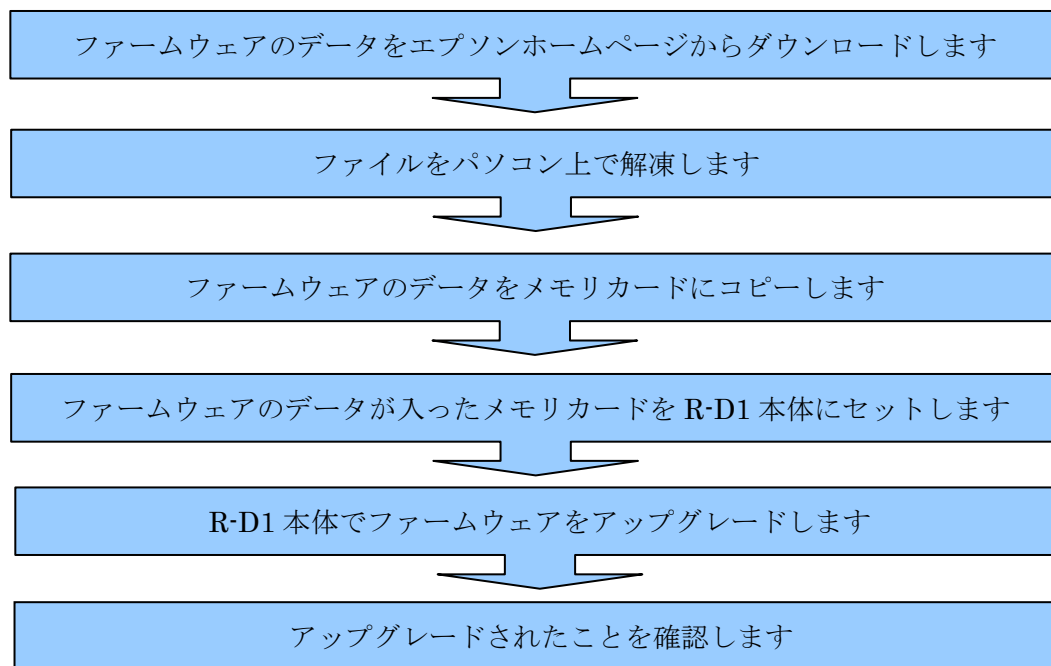 ファームウェアのデータをエプソンホームページからダウンロードします
ファイルをパソコン上で解凍します
ファームウェアのデータをメモリカードにコピーします
ファームウェアのデータが入ったメモリカードを R-D1 本体にセットします
R-D1 本体でファームウェアをアップグレードします
アップグレードされたことを確認します